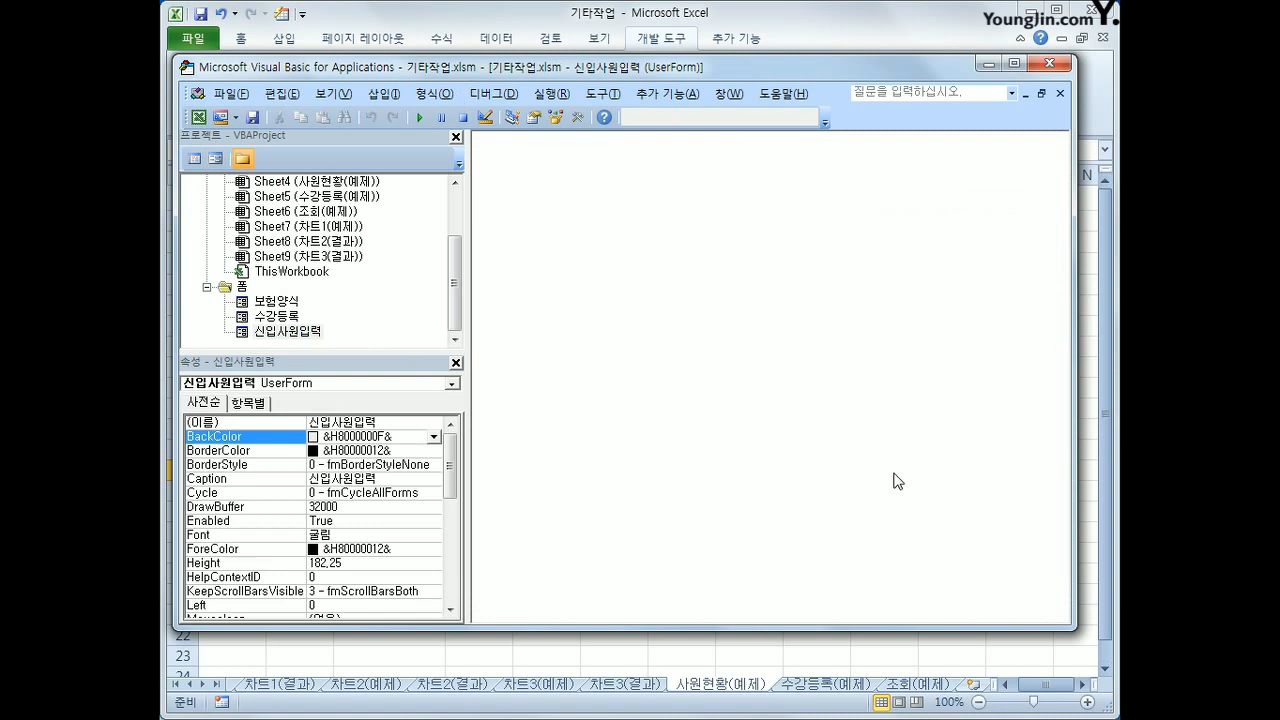 기타작업 - Microsoft Excel
YoungJin.com Y.
파일 홈 삽입 페이지 레이아웃 수식 데이터 검토 보기 개발 도구 추가 기능
Microsoft Visual Basic for Applications - 기타작업.xlsm - [기타작업.xlsm - 신입사원입력 (UserForm)]
파일(F) 편집(E) 보기(V) 삽입(I) 형식(O) 디버그(D) 실행(R) 도구(T) 추가 기능(A) 창(W) 도움말(H) 질문을 입력하십시오.
프로젝트 - VBAProject
N
Sheet4 (사원현황(예제))
Sheet5 (수강등록(예제))
Sheet6 (조회(예제))
Sheet7 (차트1(예제))
Sheet8 (차트2(결과))
Sheet9 (차트3(결과))
ThisWorkbook
폼
보험양식
수강등록
신입사원입력
속성 - 신입사원입력
신입사원입력 UserForm
사전순 항목별
(이름) 신입사원입력
BackColor &H8000000F&
BorderColor &H80000012&
BorderStyle 0 - fmBorderStyleNone
Caption 신입사원입력
Cycle 0 - fmCycleAllForms
DrawBuffer 32000
Enabled True
Font 굴림
ForeColor &H80000012&
Height 182,25
HelpContextID 0
KeepScrollBarsVisible 3 - fmScrollBarsBoth
Left 0
22
23
24
차트1(결과) 차트2(예제) 차트2(결과) 차트3(예제) 차트3(결과) 사원현황(예제) 수강등록(예제) 조회(예제)
준비 100%